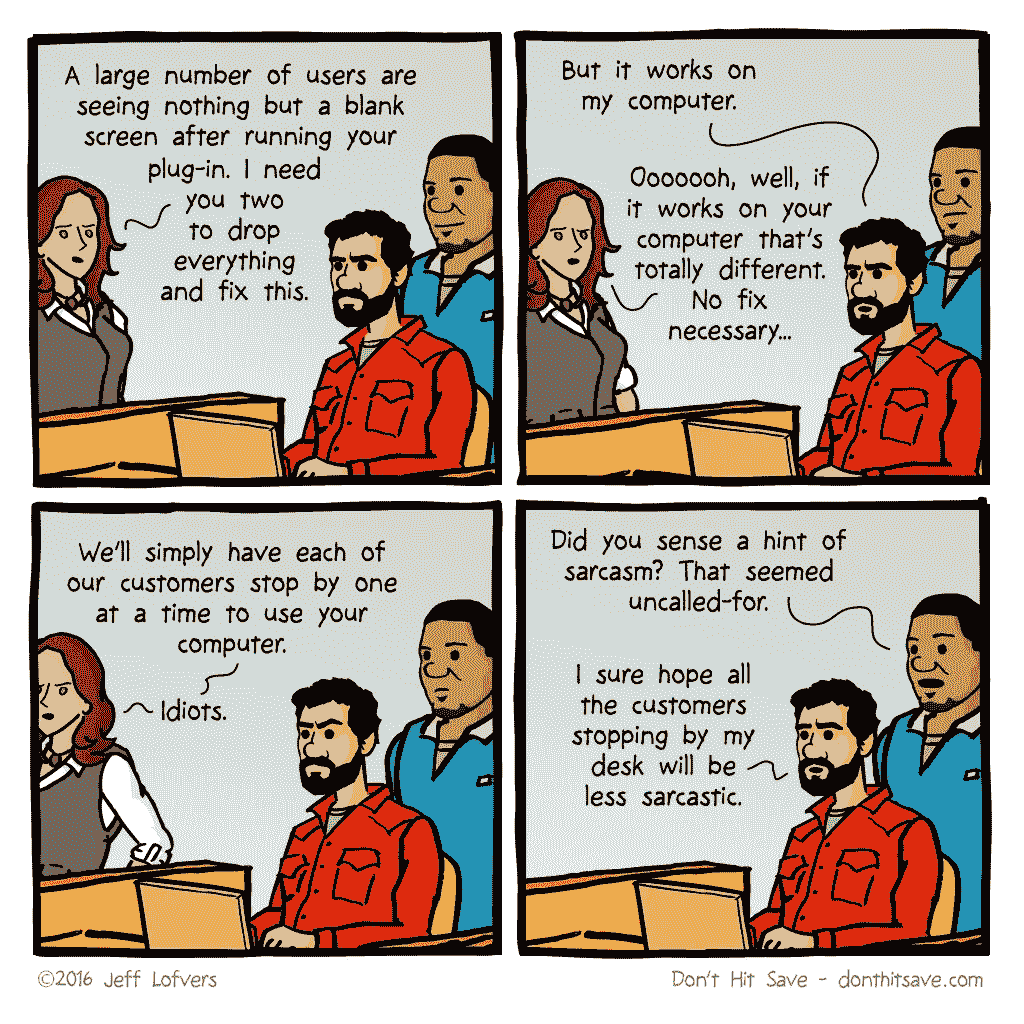 A large number of users are
seeing nothing but a blank
screen after running your
plug-in. I need
you two
to drop
everything
and fix this.
But it works on
my computer.
Ooooooh, well, if
it works on your
computer that's
totally different.
No fix
necessary...
We'll simply have each of
our customers stop by one
at a time to use your
computer.
Idiots.
Did you sense a hint of
sarcasm? That seemed
uncalled-for.
I sure hope all
the customers
stopping by my
desk will be
less sarcastic.
©2016 Jeff Lofvers
Don't Hit Save - donthitsave.com